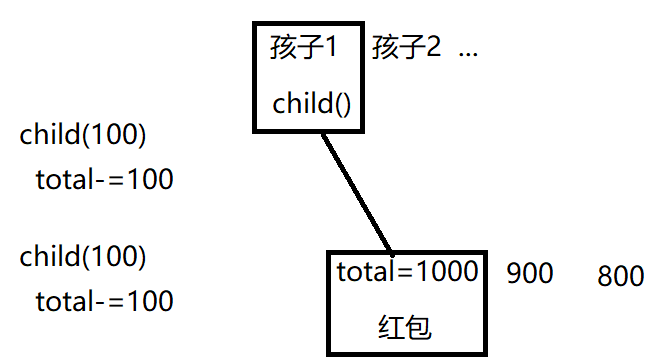 孩子1 孩子2 ...
child()
child(100)
total-=100
child(100)
total-=100
total=1000 900 800
红包